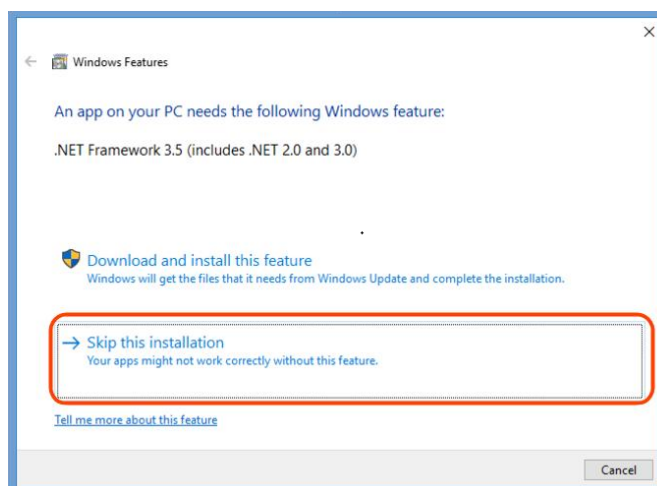 Windows Features
An app on your PC needs the following Windows feature:
.NET Framework 3.5 (includes .NET 2.0 and 3.0)
Download and install this feature
Windows will get the files that it needs from Windows Update and complete the installation.
Skip this installation
Your apps might not work correctly without this feature.
Tell me more about this feature
Cancel